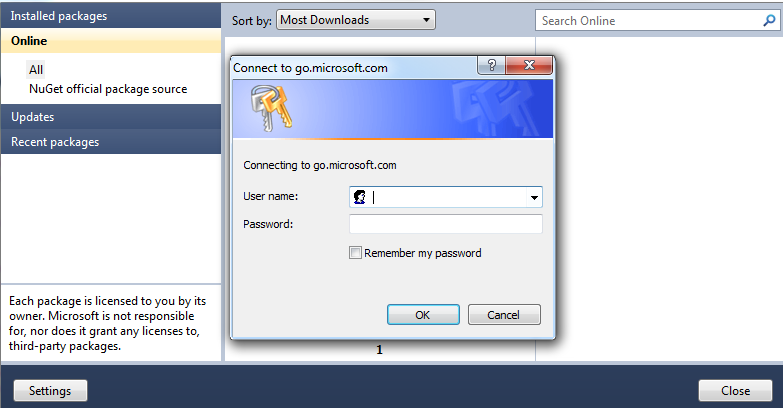 Installed packages
Online
All
NuGet official package source
Updates
Recent packages
Each package is licensed to you by its
owner. Microsoft is not responsible
for, nor does it grant any licenses to,
third-party packages.
Settings
Sort by: Most Downloads
Search Online
Connect to go.microsoft.com
?
Connecting to go.microsoft.com
User name:
Password:
Remember my password
OK Cancel
1
Close